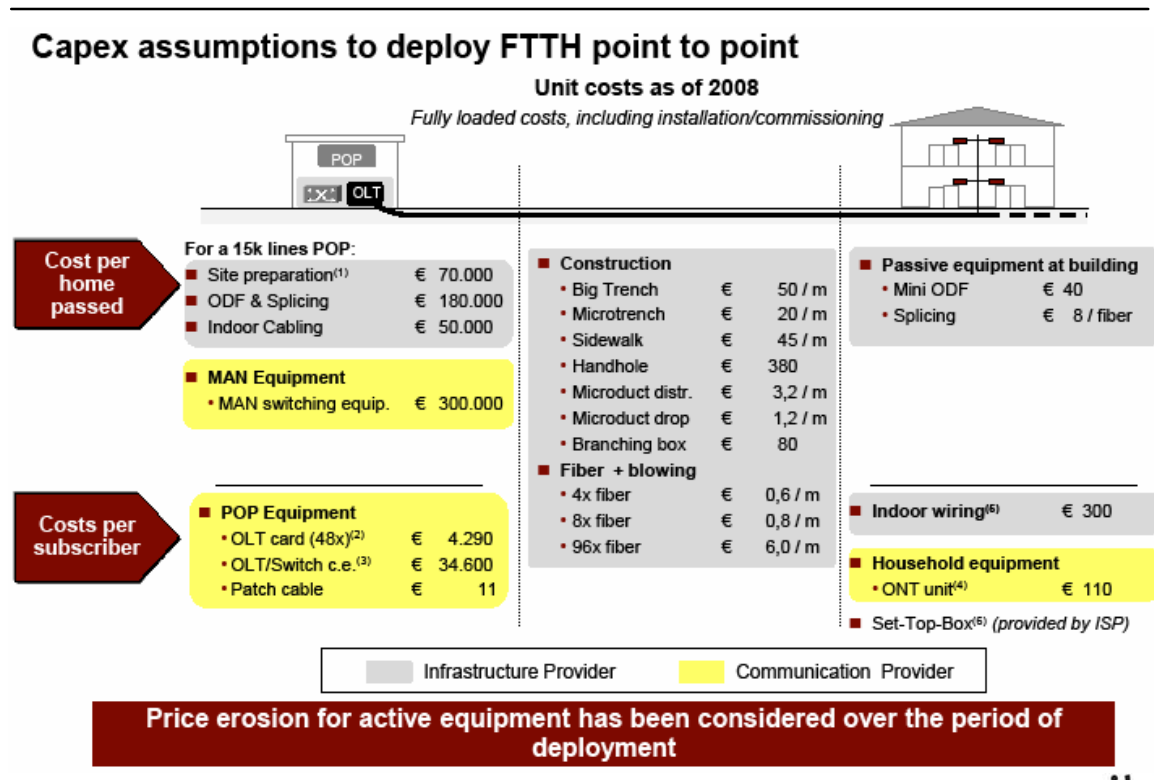 Capex assumptions to deploy FTTH point to point
Unit costs as of 2008
Fully loaded costs, including installation/commissioning
POP
OLT
Cost per
home
passed
For a 15k lines POP:
Site preparation(1) € 70.000
ODF & Splicing € 180.000
Indoor Cabling € 50.000
MAN Equipment
• MAN switching equip. € 300.000
Construction
• Big Trench € 50 / m
• Microtrench € 20 / m
• Sidewalk € 45 / m
• Handhole € 380
• Microduct distr. € 3,2 / m
• Microduct drop € 1,2 / m
• Branching box € 80
Fiber + blowing
• 4x fiber € 0,6 / m
• 8x fiber € 0,8 / m
• 96x fiber € 6,0 / m
Passive equipment at building
• Mini ODF € 40
• Splicing € 8 / fiber
Costs per
subscriber
POP Equipment
• OLT card (48x)(2) € 4.290
• OLT/Switch c.e.(3) € 34.600
• Patch cable € 11
Indoor wiring(6) € 300
Household equipment
• ONT unit(4) € 110
Set-Top-Box(6) (provided by ISP)
Infrastructure Provider
Communication Provider
Price erosion for active equipment has been considered over the period of
deployment